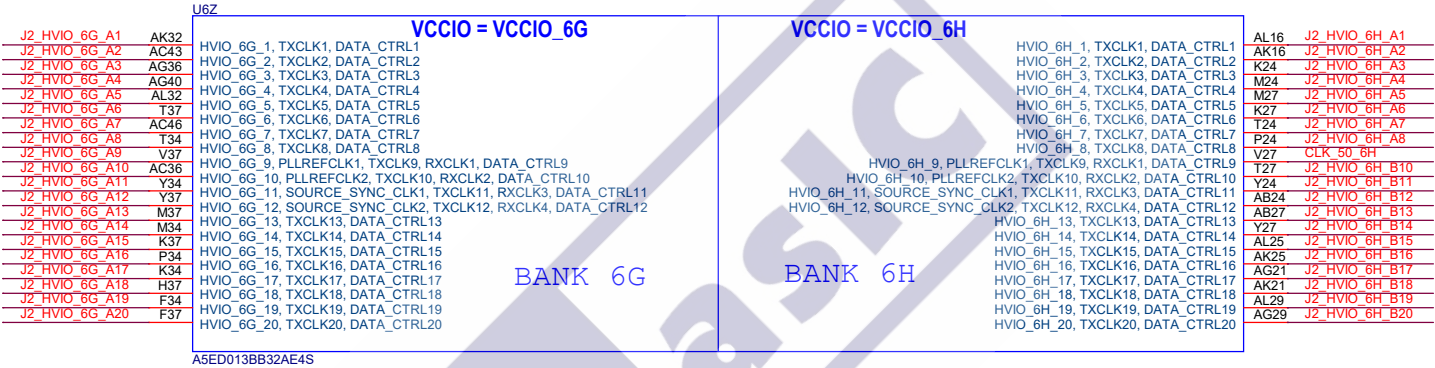 U6Z
VCCIO = VCCIO_6G
VCCIO = VCCIO_6H
J2_HVIO_6G_A1 AK32 HVIO_6G_1, TXCLK1, DATA_CTRL1
J2_HVIO_6G_A2 AC43 HVIO_6G_2, TXCLK2, DATA_CTRL2
J2_HVIO_6G_A3 AG36 HVIO_6G_3, TXCLK3, DATA_CTRL3
J2_HVIO_6G_A4 AG40 HVIO_6G_4, TXCLK4, DATA_CTRL4
J2_HVIO_6G_A5 AL32 HVIO_6G_5, TXCLK5, DATA_CTRL5
J2_HVIO_6G_A6 T37 HVIO_6G_6, TXCLK6, DATA_CTRL6
J2_HVIO_6G_A7 AC46 HVIO_6G_7, TXCLK7, DATA_CTRL7
J2_HVIO_6G_A8 T34 HVIO_6G_8, TXCLK8, DATA_CTRL8
J2_HVIO_6G_A9 V37 HVIO_6G_9, PLLREFCLK1, TXCLK9, RXCLK1, DATA_CTRL9
J2_HVIO_6G_A10 AC36 HVIO_6G_10, PLLREFCLK2, TXCLK10, RXCLK2, DATA_CTRL10
J2_HVIO_6G_A11 Y34 HVIO_6G_11, SOURCE_SYNC_CLK1, TXCLK11, RXCLK3, DATA_CTRL11
J2_HVIO_6G_A12 Y37 HVIO_6G_12, SOURCE_SYNC_CLK2, TXCLK12, RXCLK4, DATA_CTRL12
J2_HVIO_6G_A13 M37 HVIO_6G_13, TXCLK13, DATA_CTRL13
J2_HVIO_6G_A14 M34 HVIO_6G_14, TXCLK14, DATA_CTRL14
J2_HVIO_6G_A15 K37 HVIO_6G_15, TXCLK15, DATA_CTRL15
J2_HVIO_6G_A16 P34 HVIO_6G_16, TXCLK16, DATA_CTRL16
J2_HVIO_6G_A17 K34 HVIO_6G_17, TXCLK17, DATA_CTRL17
J2_HVIO_6G_A18 H37 HVIO_6G_18, TXCLK18, DATA_CTRL18
J2_HVIO_6G_A19 F34 HVIO_6G_19, TXCLK19, DATA_CTRL19
J2_HVIO_6G_A20 F37 HVIO_6G_20, TXCLK20, DATA_CTRL20
BANK 6G
BANK 6H
HVIO_6H_1, TXCLK1, DATA_CTRL1 AL16 J2_HVIO_6H_A1
HVIO_6H_2, TXCLK2, DATA_CTRL2 AK16 J2_HVIO_6H_A2
HVIO_6H_3, TXCLK3, DATA_CTRL3 K24 J2_HVIO_6H_A3
HVIO_6H_4, TXCLK4, DATA_CTRL4 M24 J2_HVIO_6H_A4
HVIO_6H_5, TXCLK5, DATA_CTRL5 M27 J2_HVIO_6H_A5
HVIO_6H_6, TXCLK6, DATA_CTRL6 K27 J2_HVIO_6H_A6
HVIO_6H_7, TXCLK7, DATA_CTRL7 T24 J2_HVIO_6H_A7
HVIO_6H_8, TXCLK8, DATA_CTRL8 P24 J2_HVIO_6H_A8
HVIO_6H_9, PLLREFCLK1, TXCLK9, RXCLK1, DATA_CTRL9 V27 CLK_50_6H
HVIO_6H_10, PLLREFCLK2, TXCLK10, RXCLK2, DATA_CTRL10 T27 J2_HVIO_6H_B10
HVIO_6H_11, SOURCE_SYNC_CLK1, TXCLK11, RXCLK3, DATA_CTRL11 Y24 J2_HVIO_6H_B11
HVIO_6H_12, SOURCE_SYNC_CLK2, TXCLK12, RXCLK4, DATA_CTRL12 AB24 J2_HVIO_6H_B12
HVIO_6H_13, TXCLK13, DATA_CTRL13 AB27 J2_HVIO_6H_B13
HVIO_6H_14, TXCLK14, DATA_CTRL14 Y27 J2_HVIO_6H_B14
HVIO_6H_15, TXCLK15, DATA_CTRL15 AL25 J2_HVIO_6H_B15
HVIO_6H_16, TXCLK16, DATA_CTRL16 AK25 J2_HVIO_6H_B16
HVIO_6H_17, TXCLK17, DATA_CTRL17 AG21 J2_HVIO_6H_B17
HVIO_6H_18, TXCLK18, DATA_CTRL18 AK21 J2_HVIO_6H_B18
HVIO_6H_19, TXCLK19, DATA_CTRL19 AL29 J2_HVIO_6H_B19
HVIO_6H_20, TXCLK20, DATA_CTRL20 AG29 J2_HVIO_6H_B20
A5ED013BB32AE4S
asic